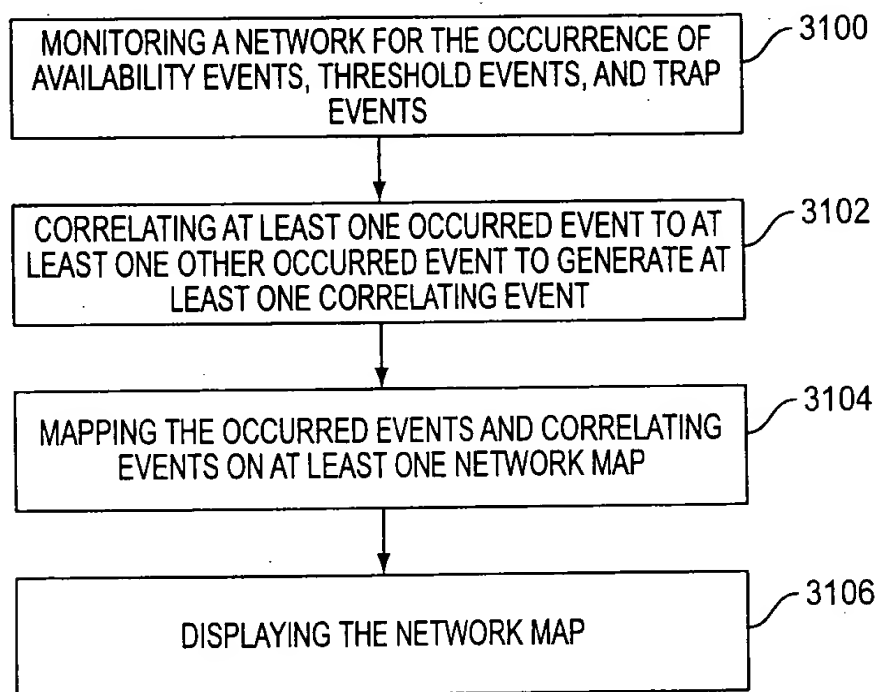 MONITORING A NETWORK FOR THE OCCURRENCE OF
AVAILABILITY EVENTS, THRESHOLD EVENTS, AND TRAP
EVENTS
3100
CORRELATING AT LEAST ONE OCCURRED EVENT TO AT
LEAST ONE OTHER OCCURRED EVENT TO GENERATE AT
LEAST ONE CORRELATING EVENT
3102
MAPPING THE OCCURRED EVENTS AND CORRELATING
EVENTS ON AT LEAST ONE NETWORK MAP
3104
DISPLAYING THE NETWORK MAP
3106